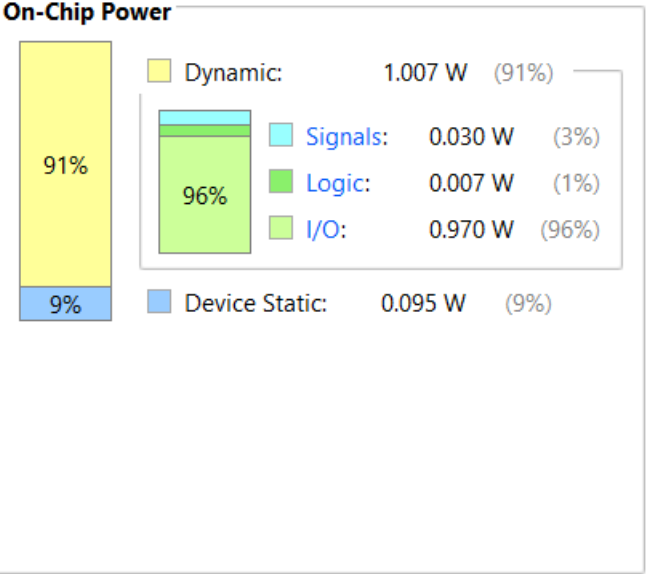 On-Chip Power
Dynamic: 1.007 W (91%)
91%
96%
Signals: 0.030 W (3%)
Logic: 0.007 W (1%)
I/O: 0.970 W (96%)
9%
Device Static: 0.095 W (9%)